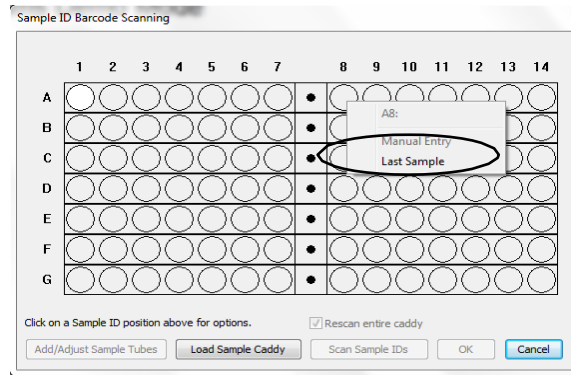 Sample ID Barcode Scanning
1 2 3 4 5 6 7 8 9 10 11 12 13 14
A
A8:
B
Manual Entry
C
Last Sample
D
E
F
G
Click on a Sample ID position above for options.
Rescan entire caddy
Add/Adjust Sample Tubes
Load Sample Caddy
Scan Sample IDs
OK
Cancel